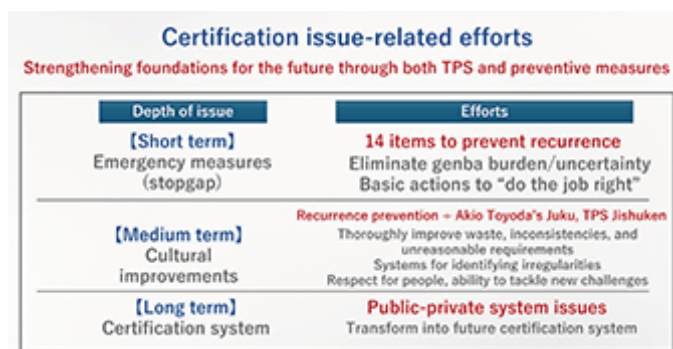 Certification issue-related efforts
Strengthening foundations for the future through both TPS and preventive measures
Depth of issue
Efforts
【Short term】
Emergency measures
(stopgap)
14 items to prevent recurrence
Eliminate genba burden/uncertainty
Basic actions to “do the job right”
【Medium term】
Cultural
improvements
Recurrence prevention + Akio Toyoda’s Juku, TPS Jishuken
Thoroughly improve waste, inconsistencies, and
unreasonable requirements
Systems for identifying irregularities
Respect for people, ability to tackle new challenges
【Long term】
Certification system
Public-private system issues
Transform into future certification system